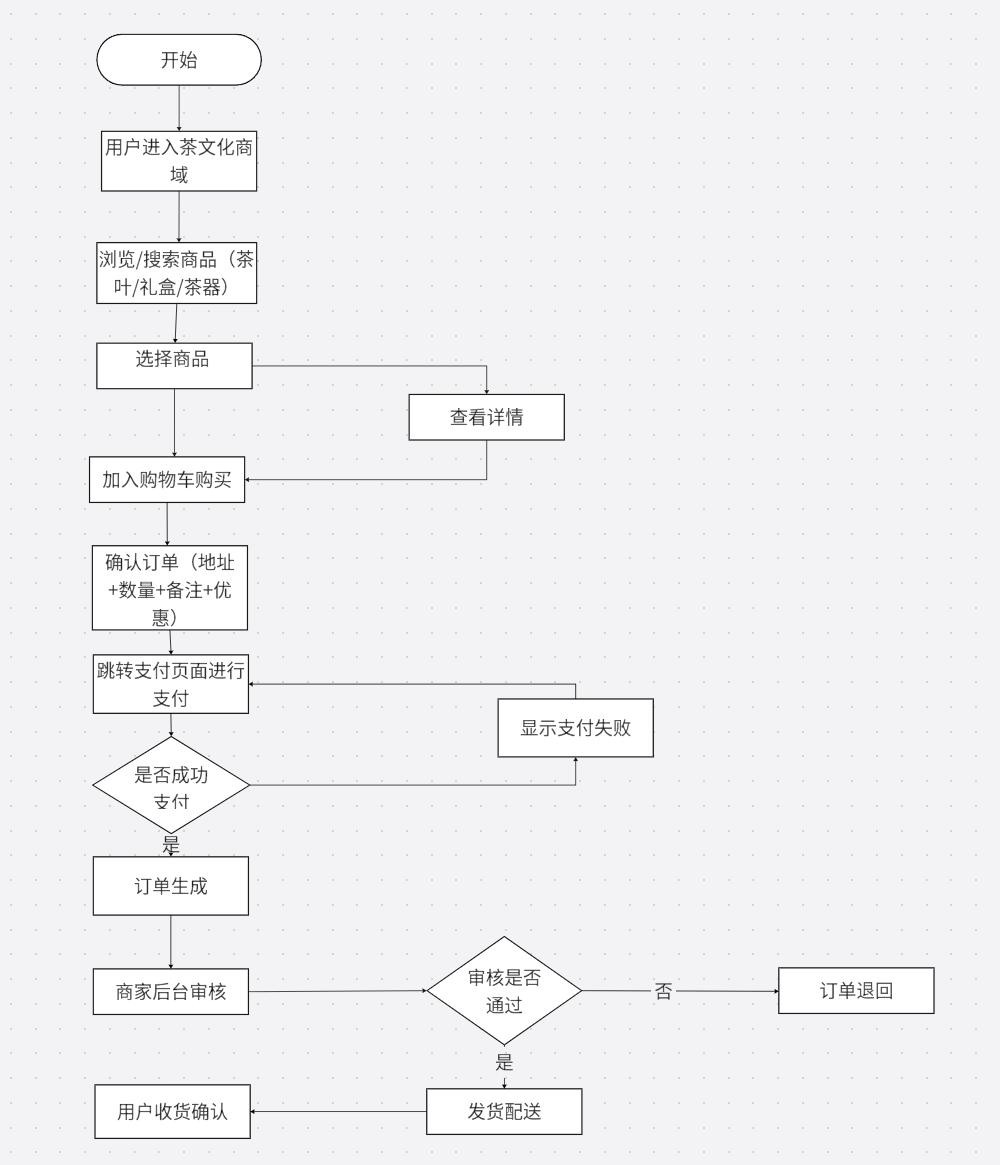 开始
用户进入茶文化商
域
浏览/搜索商品（茶
叶/礼盒/茶器）
选择商品
查看详情
加入购物车购买
确认订单（地址
+数量+备注+优
惠）
跳转支付页面进行
支付
显示支付失败
是否成功
支付
是
订单生成
商家后台审核
审核是否
通过
否
订单退回
是
发货配送
用户收货确认